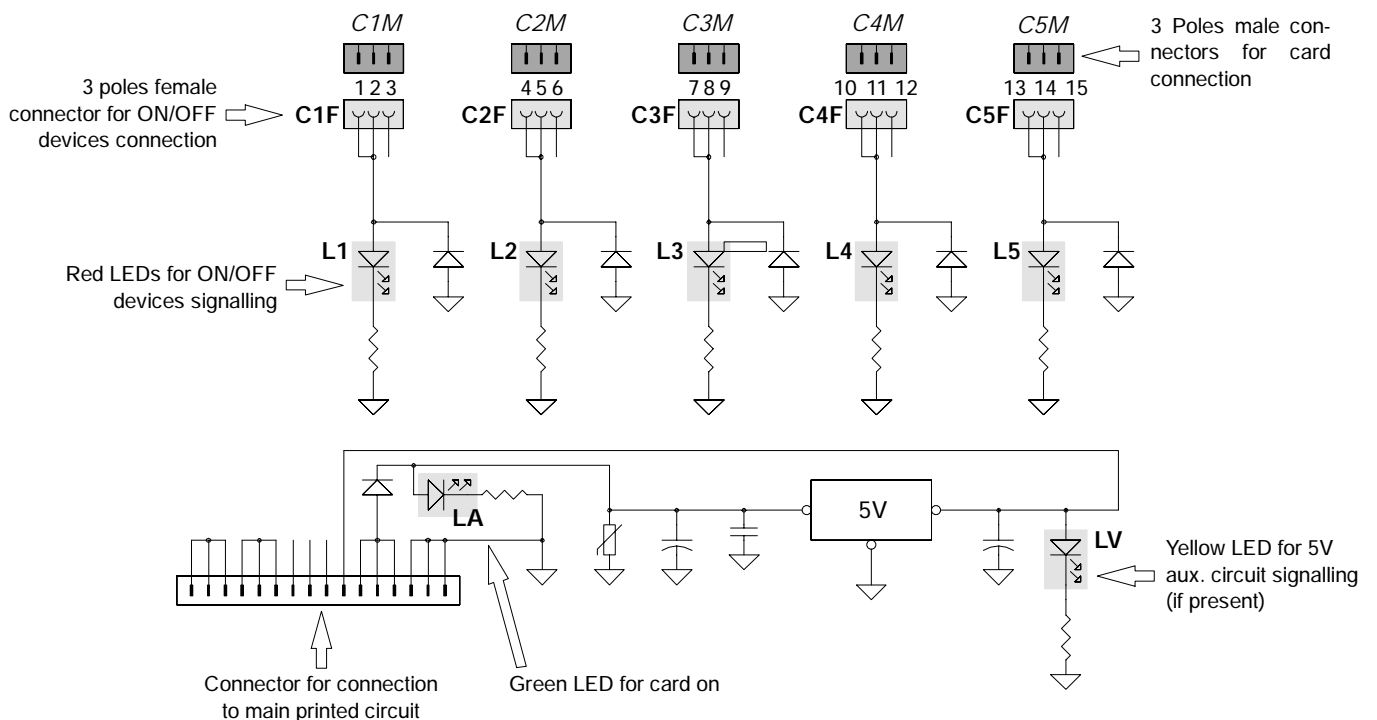 C1M C2M C3M C4M C5M
3 Poles male con-
nectors for card
connection
3 poles female
connector for ON/OFF
devices connection
1 2 3 4 5 6 7 8 9 10 11 12 13 14 15
C1F C2F C3F C4F C5F
L1 L2 L3 L4 L5
Red LEDs for ON/OFF
devices signalling
LA
5V
LV
Yellow LED for 5V
aux. circuit signalling
(if present)
Connector for connection
to main printed circuit
Green LED for card on